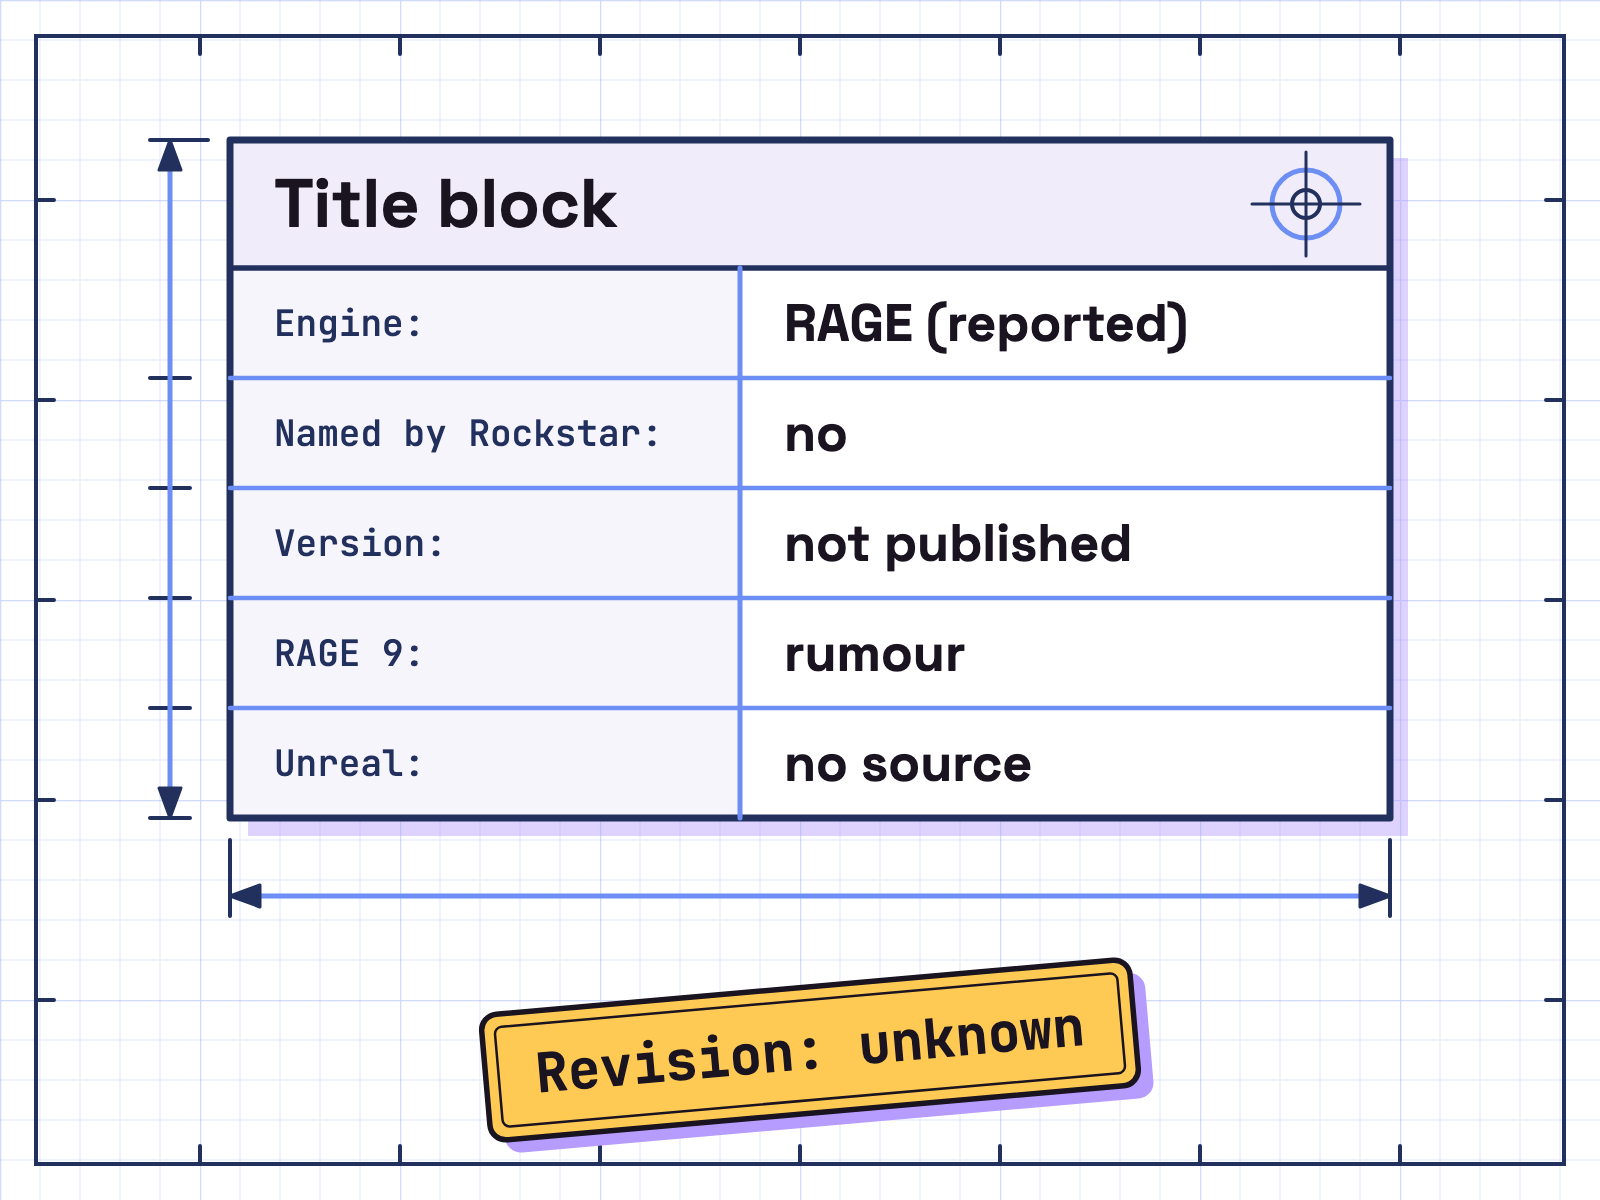 Title block
Engine: RAGE (reported)
Named by Rockstar: no
Version: not published
RAGE 9: rumour
Unreal: no source
Revision: unknown